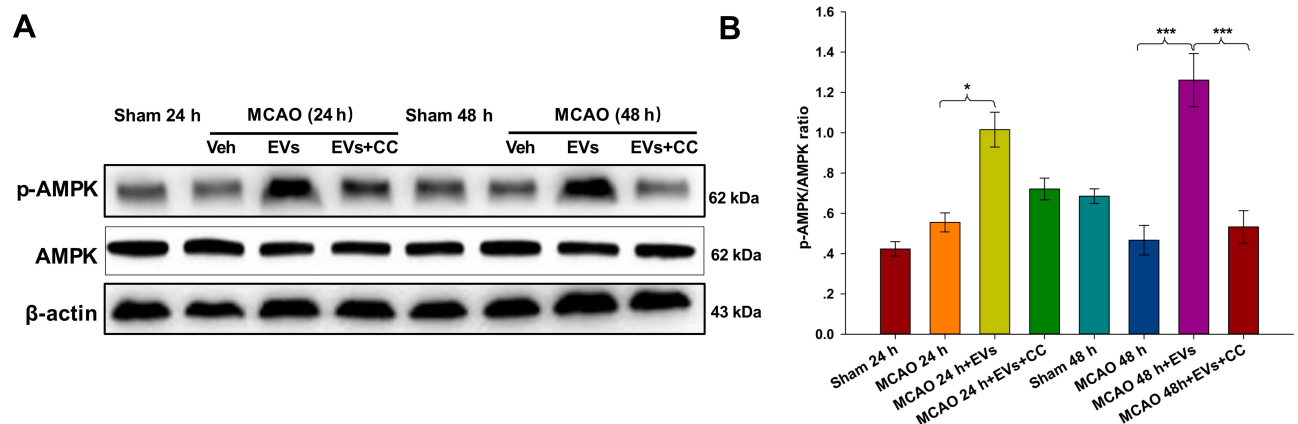 A
Sham 24 h
MCAO (24 h)
Sham 48 h
MCAO (48 h)
Veh
EVs
EVs+CC
Veh
EVs
EVs+CC
p-AMPK
62 kDa
AMPK
62 kDa
β-actin
43 kDa
B
p-AMPK/AMPK ratio
1.6
1.4
1.2
1.0
.8
.6
.4
.2
0.0
*
***
***
Sham 24 h
MCAO 24 h
MCAO 24 h+EVs
MCAO 24 h+EVs+CC
Sham 48 h
MCAO 48 h
MCAO 48 h+EVs
MCAO 48h+EVs+CC